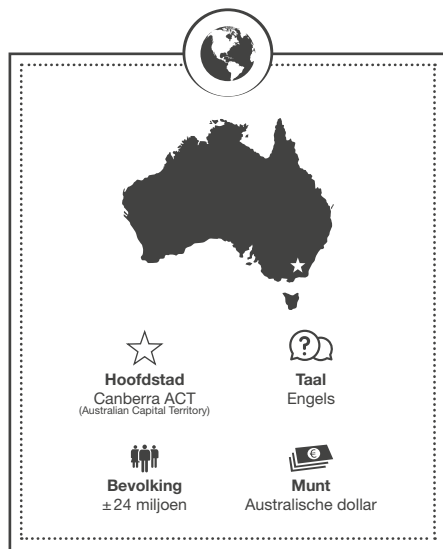 Hoofdstad
Canberra ACT
(Australian Capital Territory)
Taal
Engels
Bevolking
±24 miljoen
Munt
Australische dollar